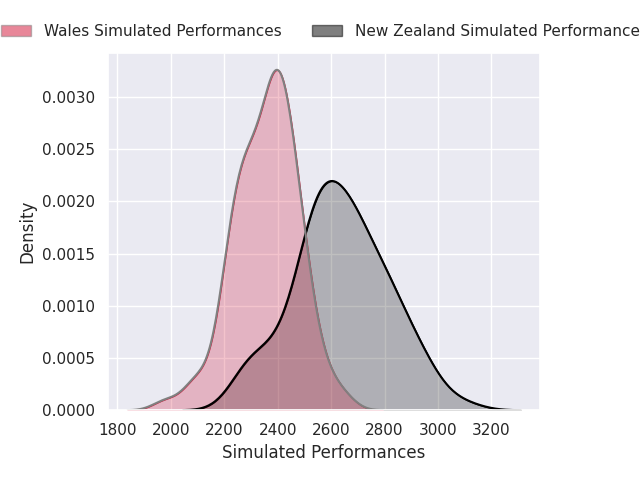 Wales Simulated Performances
New Zealand Simulated Performance
0.0030
0.0025
0.0020
0.0015
0.0010
0.0005
0.0000
Density
1800 2000 2200 2400 2600 2800 3000 3200
Simulated Performances